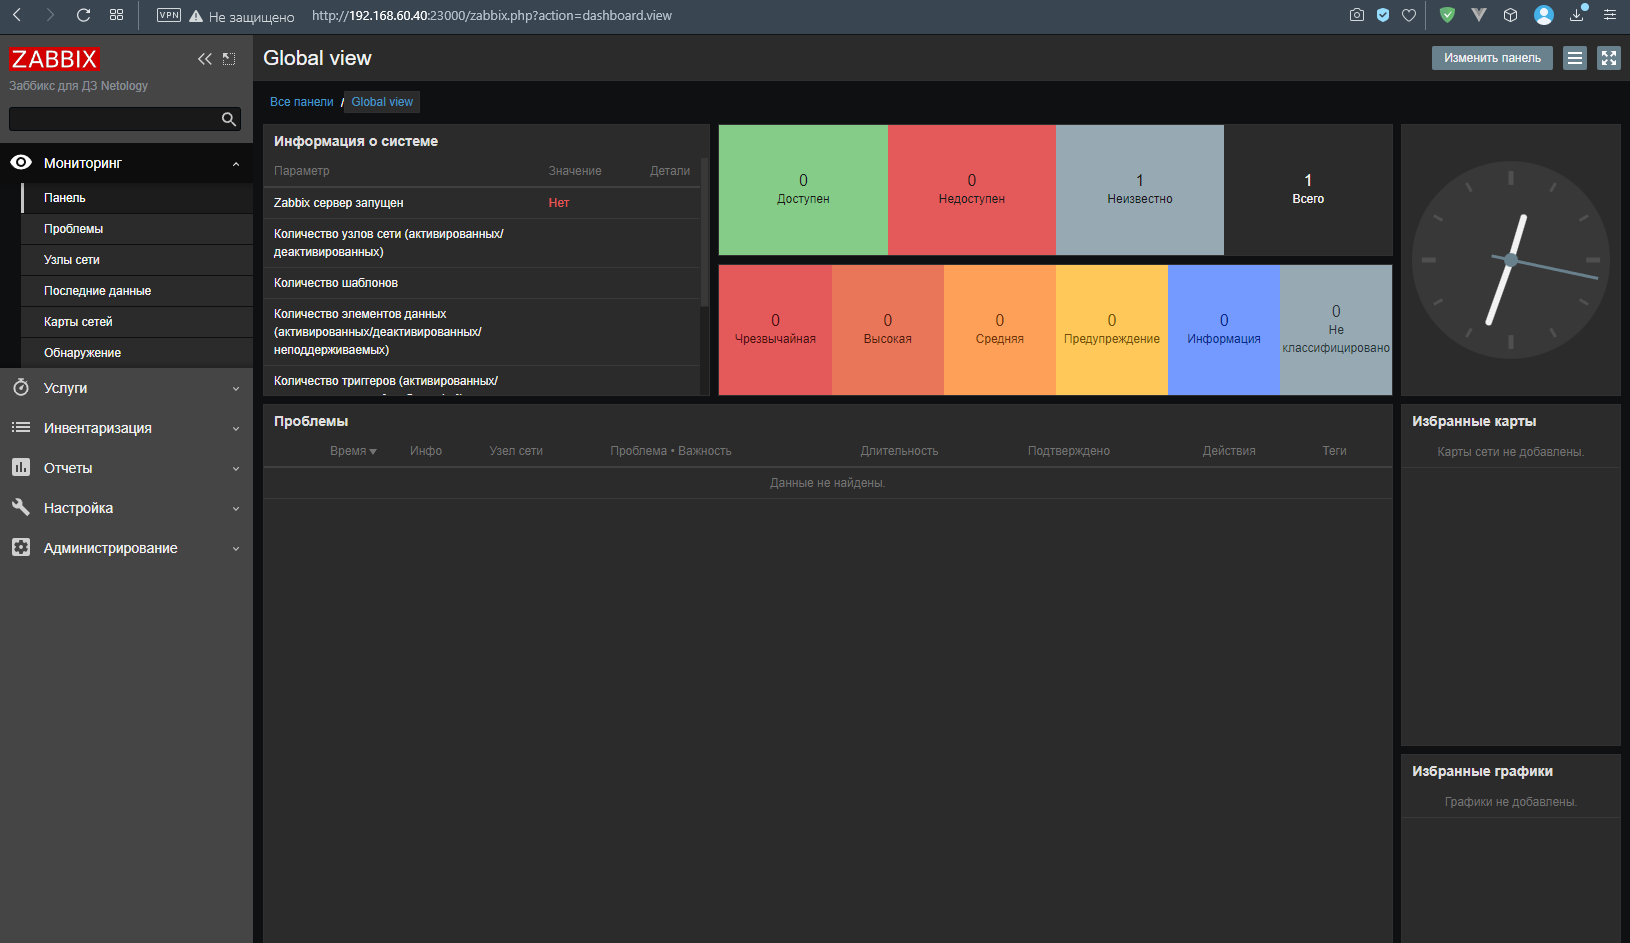 VPN Не защищено http://192.168.60.40:23000/zabbix.php?action=dashboard.view
ZABBIX
Заббикс для ДЗ Netology
Мониторинг
Панель
Проблемы
Узлы сети
Последние данные
Карты сетей
Обнаружение
Услуги
Инвентаризация
Отчеты
Настройка
Администрирование
Global view
Изменить панель
Все панели / Global view
Информация о системе
Параметр Значение Детали
Zabbix сервер запущен Нет
Количество узлов сети (активированных/
деактивированных)
Количество шаблонов
Количество элементов данных
(активированных/деактивированных/
неподдерживаемых)
Количество триггеров (активированных/
0 0 1 1
Доступен Недоступен Неизвестно Всего
0 0 0 0 0 0
Чрезвычайная Высокая Средняя Предупреждение Информация Не
классифицировано
Проблемы
Время Инфо Узел сети Проблема • Важность Длительность Подтверждено Действия Теги
Данные не найдены.
Избранные карты
Карты сети не добавлены.
Избранные графики
Графики не добавлены.